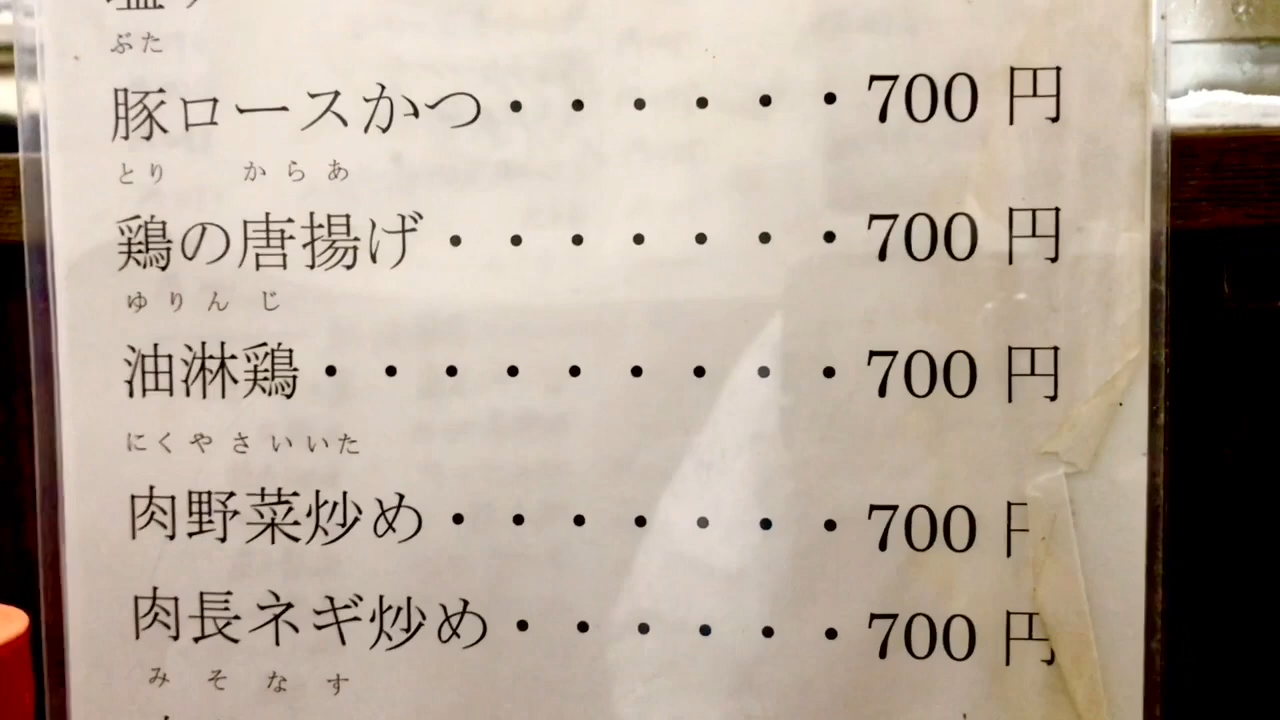 ぶた
豚ロースかつ・・・・・・700 円
とり からあ
鶏の唐揚げ・・・・・・・700 円
ゆりんじ
油淋鶏・・・・・・・・・700 円
にくやさいいた
肉野菜炒め・・・・・・・700
肉長ネギ炒め・・・・・・700 円
みそなす